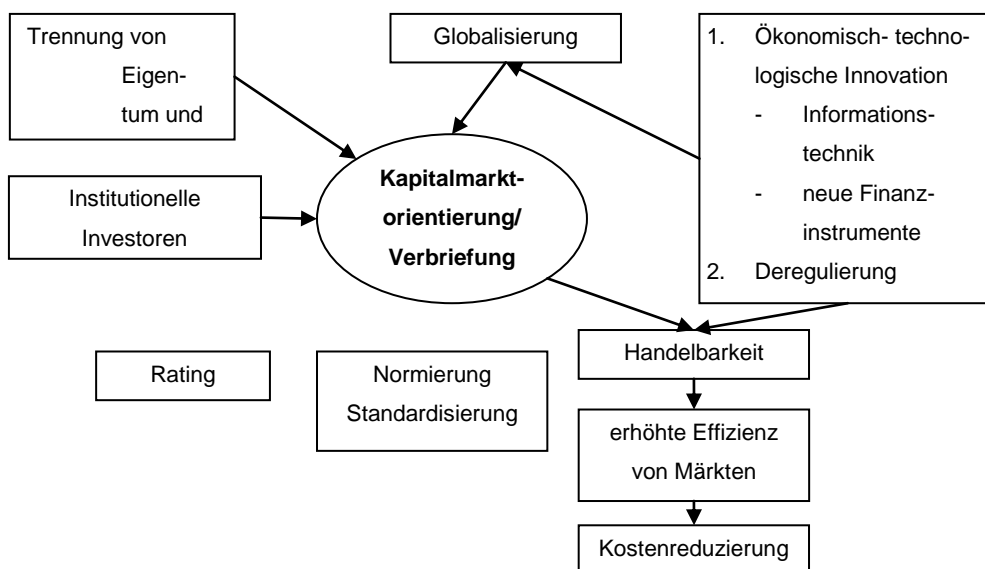 Trennung von
Eigen-
tum und
Globalisierung
1. Ökonomisch- techno-
logische Innovation
- Informations-
technik
- neue Finanz-
instrumente
2. Deregulierung
Institutionelle
Investoren
Kapitalmarkt-
orientierung/
Verbriefung
Rating
Normierung
Standardisierung
Handelbarkeit
erhöhte Effizienz
von Märkten
Kostenreduzierung